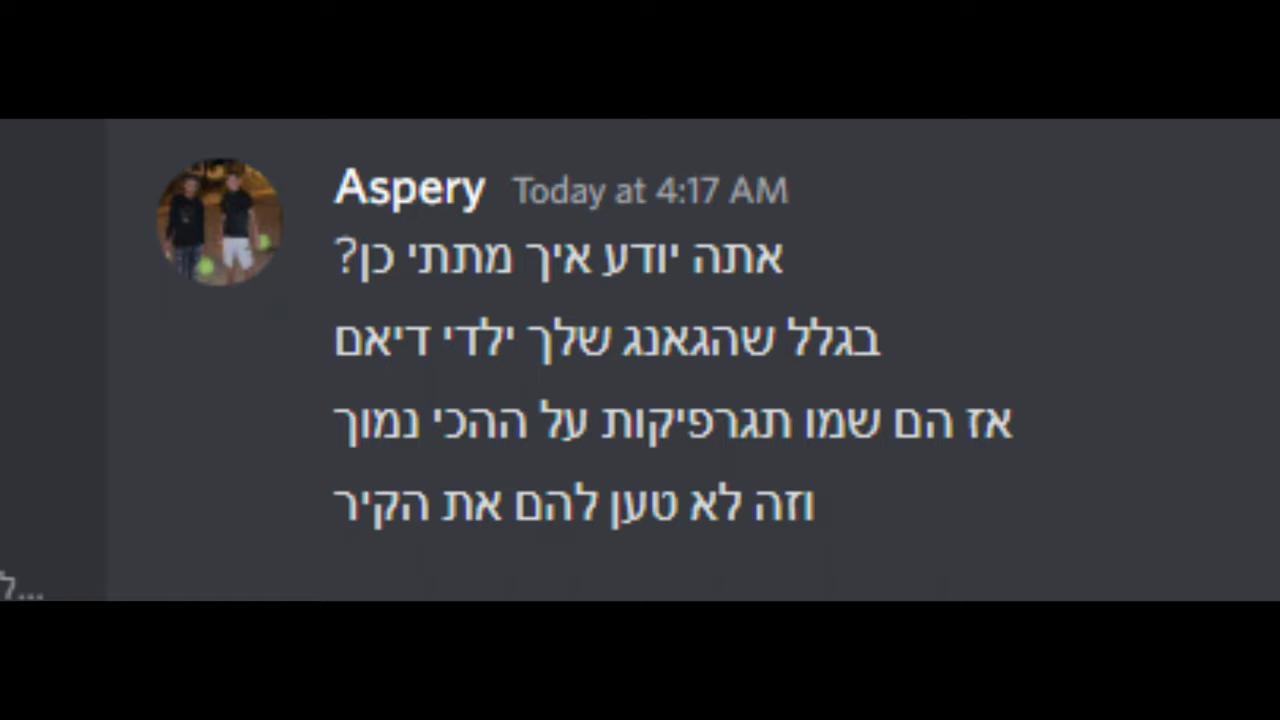 Aspery Today at 4:17 AM
אתה יודע איך מתתי כן?
בגלל שהגאנג שלך ילדי דיאם
אז הם שמו תגרפיקות על ההכי נמוך
וזה לא טען להם את הקיר
ל...